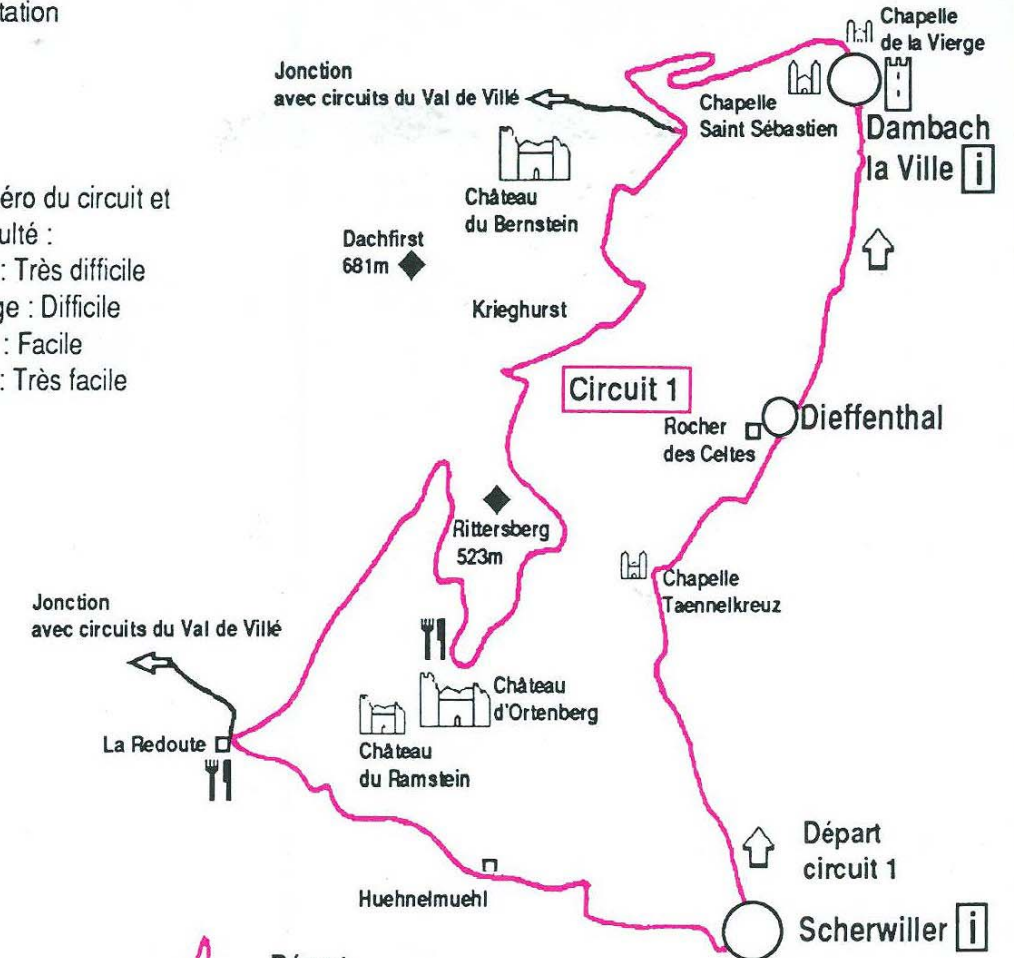 tation
Chapelle
de la Vierge
Jonction
avec circuits du Val de Villé
Chapelle
Saint Sébastien
Dambach
la Ville i
Château
du Bernstein
éro du circuit et
ulté :
: Très difficile
ge : Difficile
: Facile
: Très facile
Dachfirst
681m
Krieghurst
Circuit 1
Rocher
des Celtes
Dieffenthal
Rittersberg
523m
Chapelle
Taennelkreuz
Jonction
avec circuits du Val de Villé
Château
d'Ortenberg
La Redoute
Château
du Ramstein
Départ
circuit 1
Huehnelmuehl
Scherwiller i